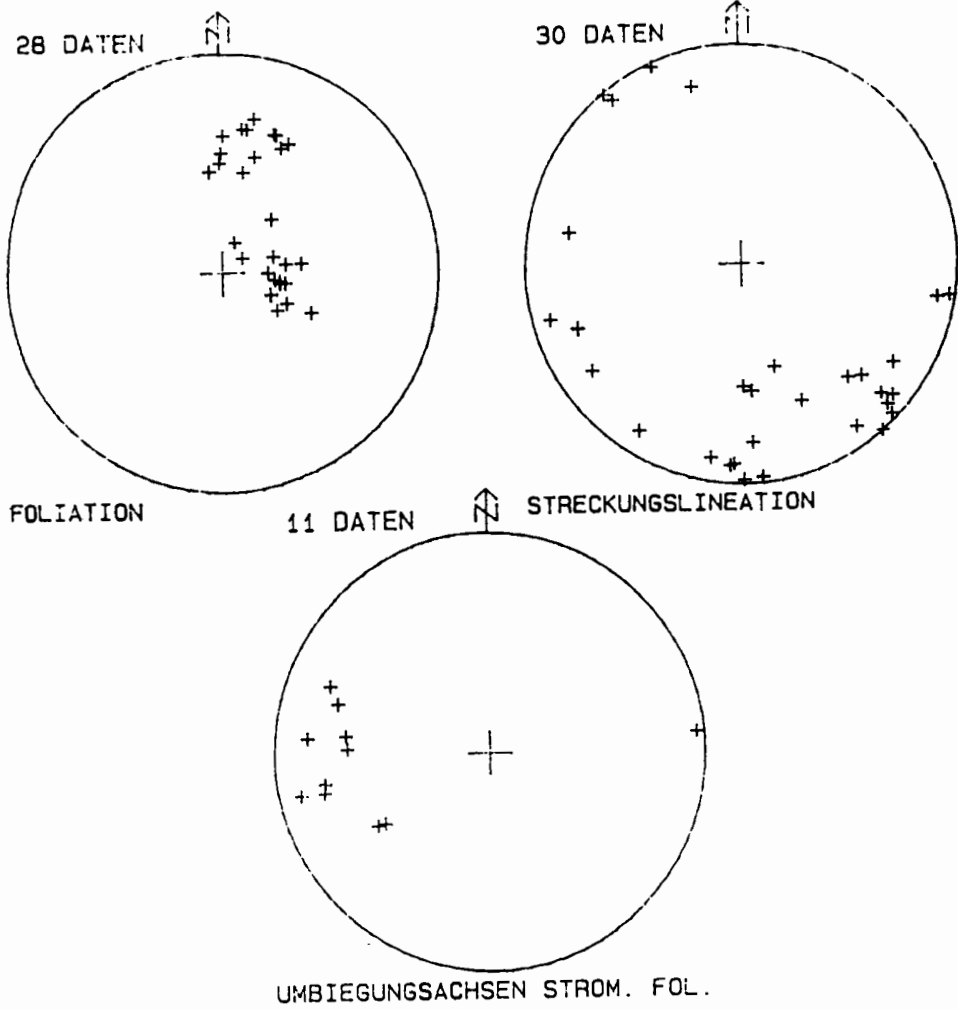 28 DATEN
N
30 DATEN
N
FOLIATION
STRECKUNGSLINEATION
11 DATEN
N
UMBIEGUNGSACHSEN STROM. FOL.